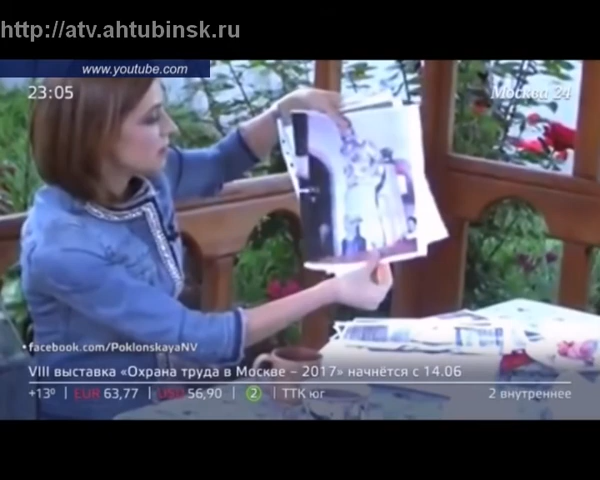 http://atv.ahtubinsk.ru
www.youtube.com
23:05
Москва 24
facebook.com/PoklonskayaNV
VIII выставка «Охрана труда в Москве – 2017» начнётся с 14.06
+13° | EUR 63,77 | USD 56,90 | 2 | ТТК юг
2 внутреннее